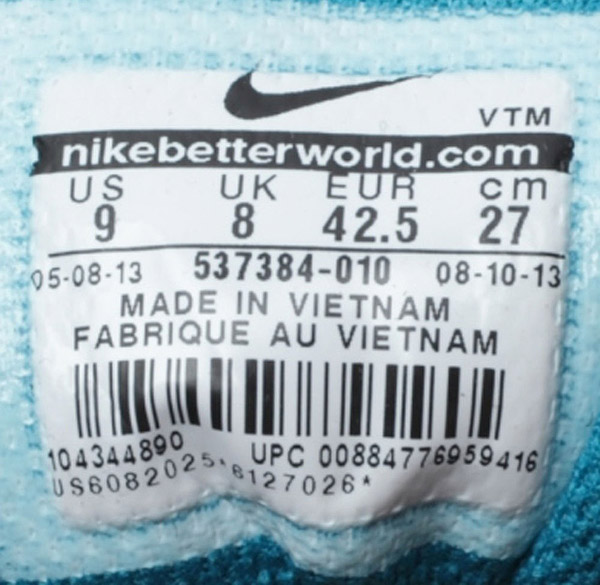 VTM
nikebetterworld.com
US UK EUR cm
9 8 42.5 27
05-08-13 537384-010 08-10-13
MADE IN VIETNAM
FABRIQUE AU VIETNAM
104344890 UPC 00884776959416
US6082025*6127026*